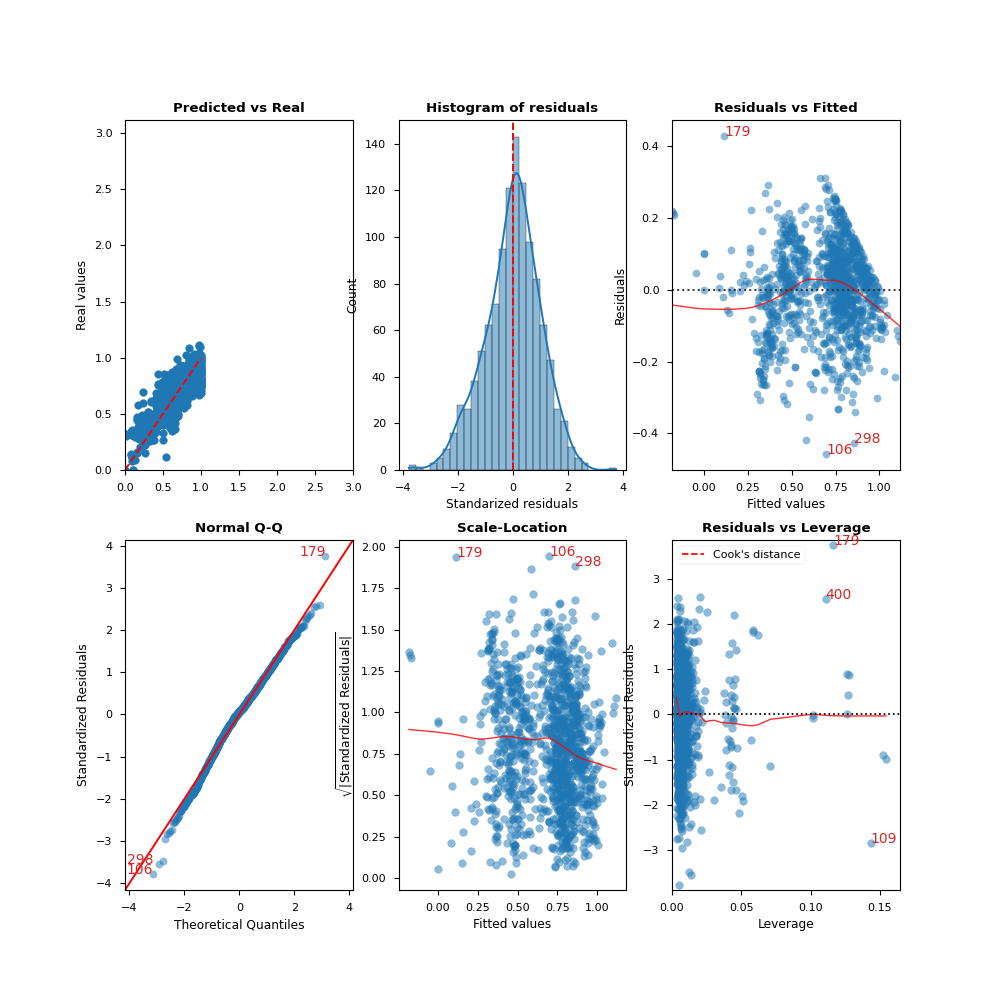 Predicted vs Real
Real values
3.0
2.5
2.0
1.5
1.0
0.5
0.0
0.0 0.5 1.0 1.5 2.0 2.5 3.0
Histogram of residuals
Count
140
120
100
80
60
40
20
0
−4 −2 0 2 4
Standarized residuals
Residuals vs Fitted
Residuals
0.4
0.2
0.0
−0.2
−0.4
179
298
106
0.00 0.25 0.50 0.75 1.00
Fitted values
Normal Q-Q
Standardized Residuals
4
3
2
1
0
−1
−2
−3
−4
179
298
106
−4 −2 0 2 4
Theoretical Quantiles
Scale-Location
√|Standardized Residuals|
2.00
1.75
1.50
1.25
1.00
0.75
0.50
0.25
0.00
179
106
298
0.00 0.25 0.50 0.75 1.00
Fitted values
Residuals vs Leverage
Standardized Residuals
Cook's distance
3
2
1
0
−1
−2
−3
179
400
109
0.00 0.05 0.10 0.15
Leverage